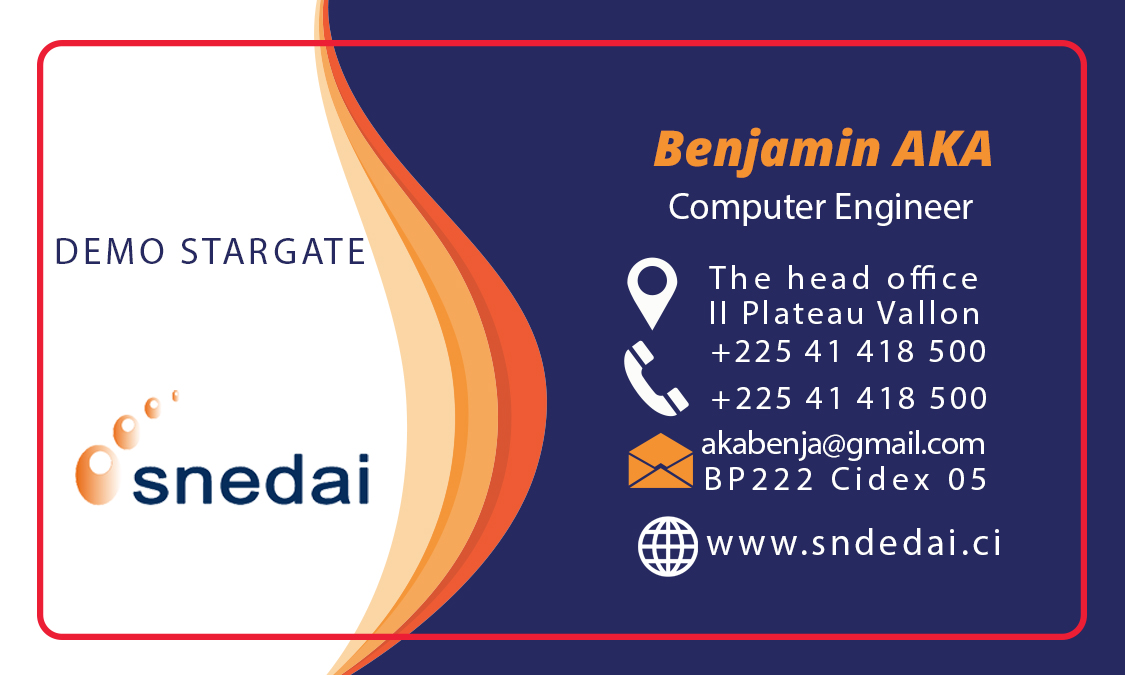 DEMO STARGATE
snedai
Benjamin AKA
Computer Engineer
The head office
II Plateau Vallon
+225 41 418 500
+225 41 418 500
akabenja@gmail.com
BP222 Cidex 05
www.sndedai.ci